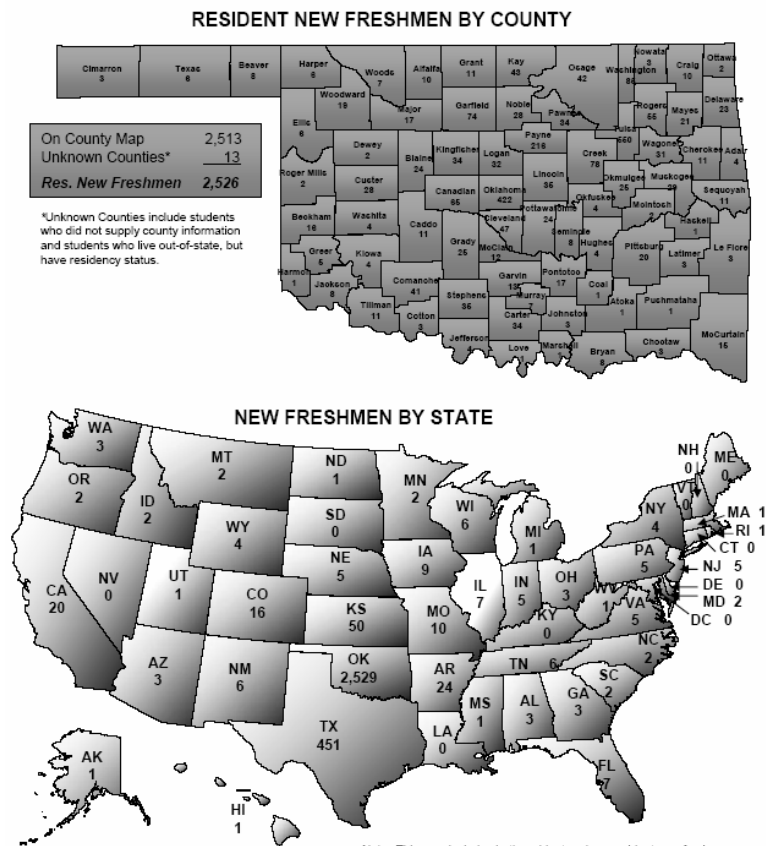 RESIDENT NEW FRESHMEN BY COUNTY
Cimarron
3
Texas
6
Beaver
8
Harper
6
Woods
7
Alfalfa
10
Grant
11
Kay
43
Osage
42
Nowata
3
Washington
Craig
10
Ottawa
2
Woodward
19
Major
17
Garfield
74
Noble
28
Pawnee
34
Rogers
55
Mayes
21
Delaware
23
Ellis
6
Dewey
2
Blaine
24
Kingfisher
34
Logan
32
Payne
216
Creek
78
Tulsa
550
Wagoner
31
Cherokee
11
Adair
4
On County Map 2,513
Unknown Counties* 13
Res. New Freshmen 2,526
Roger Mills
2
Custer
28
Canadian
65
Oklahoma
422
Lincoln
35
Okmulgee
25
Muskogee
Sequoyah
11
Okfuskee
4
McIntosh
2
Haskell
1
*Unknown Counties include students
who did not supply county information
and students who live out-of-state, but
have residency status.
Beckham
16
Washita
4
Caddo
11
Grady
25
Cleveland
47
McClain
12
Pottawatomie
24
Seminole
8
Hughes
4
Pittsburg
20
Latimer
3
Le Flore
3
Greer
5
Kiowa
4
Harmon
1
Jackson
8
Comanche
41
Tillman
11
Cotton
3
Stephens
36
Jefferson
4
Garvin
13
Murray
7
Carter
34
Love
1
Pontotoc
17
Johnston
3
Marshall
Coal
1
Atoka
1
Bryan
8
Pushmataha
1
Choctaw
3
McCurtain
15
NEW FRESHMEN BY STATE
WA
3
OR
2
ID
2
MT
2
ND
1
MN
2
WI
6
MI
1
NY
4
NH
0
VT
0
ME
0
MA 1
RI 1
CT 0
NJ 5
DE 0
MD 2
DC 0
WY
4
SD
0
NE
5
IA
9
IL
7
IN
5
OH
3
PA
5
WV
1
VA
5
CA
20
NV
0
UT
1
CO
16
KS
50
MO
10
KY
0
NC
2
TN 6
SC
2
AZ
3
NM
6
OK
2,529
AR
24
MS
1
AL
3
GA
3
TX
451
LA
0
FL
7
AK
1
HI
1